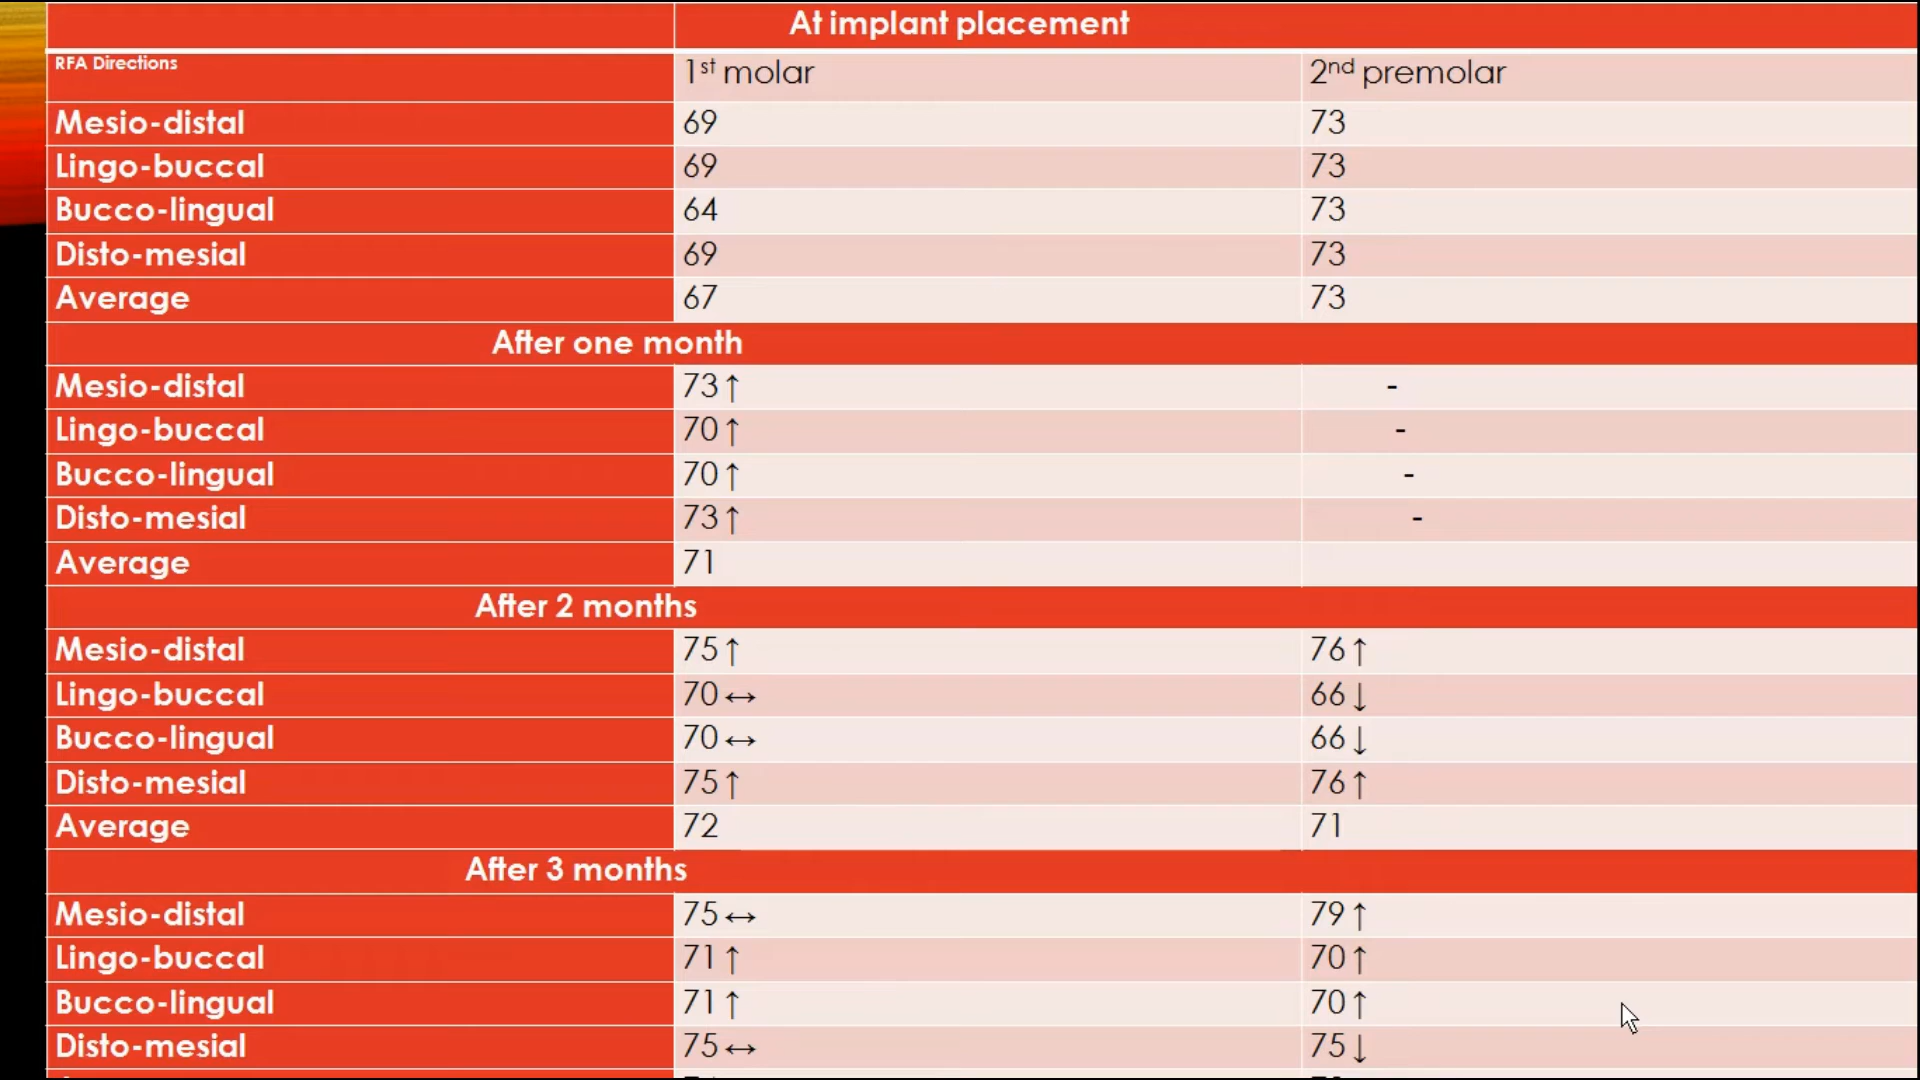 At implant placement
RFA Directions 1st molar 2nd premolar
Mesio-distal 69 73
Lingo-buccal 69 73
Bucco-lingual 64 73
Disto-mesial 69 73
Average 67 73
After one month
Mesio-distal 73↑ -
Lingo-buccal 70↑ -
Bucco-lingual 70↑ -
Disto-mesial 73↑ -
Average 71
After 2 months
Mesio-distal 75↑ 76↑
Lingo-buccal 70↔ 66↓
Bucco-lingual 70↔ 66↓
Disto-mesial 75↑ 76↑
Average 72 71
After 3 months
Mesio-distal 75↔ 79↑
Lingo-buccal 71↑ 70↑
Bucco-lingual 71↑ 70↑
Disto-mesial 75↔ 75↓